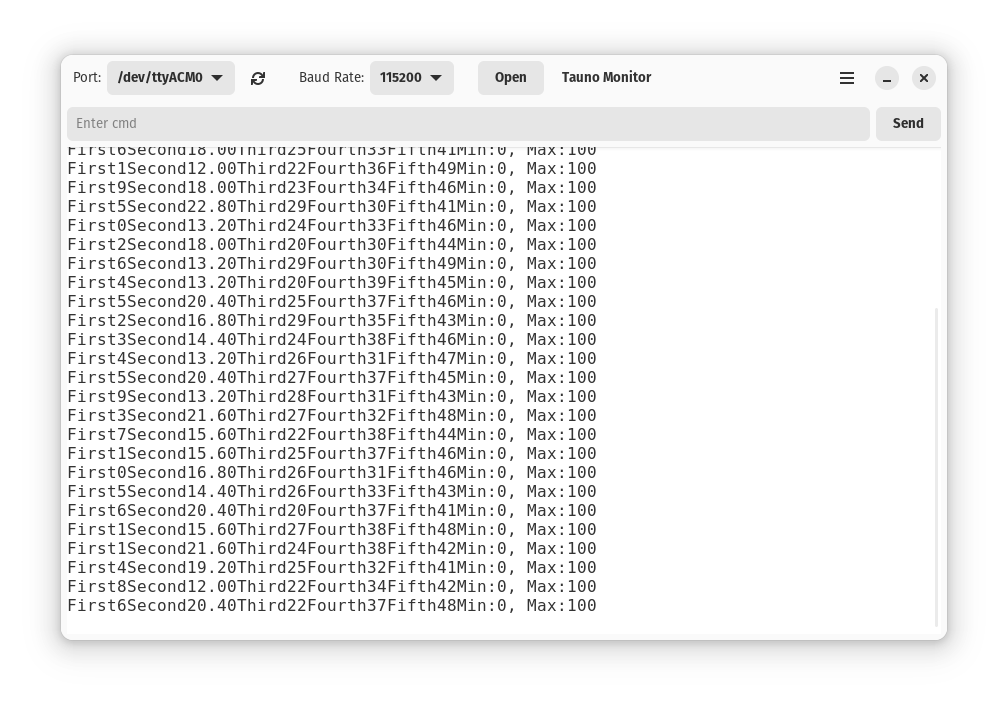 Port: /dev/ttyACM0 Baud Rate: 115200 Open Tauno Monitor
Enter cmd Send
First6Second18.00Third25Fourth33Fifth41Min:0, Max:100
First1Second12.00Third22Fourth36Fifth49Min:0, Max:100
First9Second18.00Third23Fourth34Fifth46Min:0, Max:100
First5Second22.80Third29Fourth30Fifth41Min:0, Max:100
First0Second13.20Third24Fourth33Fifth46Min:0, Max:100
First2Second18.00Third20Fourth30Fifth44Min:0, Max:100
First6Second13.20Third29Fourth30Fifth49Min:0, Max:100
First4Second13.20Third20Fourth39Fifth45Min:0, Max:100
First5Second20.40Third25Fourth37Fifth46Min:0, Max:100
First2Second16.80Third29Fourth35Fifth43Min:0, Max:100
First3Second14.40Third24Fourth38Fifth46Min:0, Max:100
First4Second13.20Third26Fourth31Fifth47Min:0, Max:100
First5Second20.40Third27Fourth37Fifth45Min:0, Max:100
First9Second13.20Third28Fourth31Fifth43Min:0, Max:100
First3Second21.60Third27Fourth32Fifth48Min:0, Max:100
First7Second15.60Third22Fourth38Fifth44Min:0, Max:100
First1Second15.60Third25Fourth37Fifth46Min:0, Max:100
First0Second16.80Third26Fourth31Fifth46Min:0, Max:100
First5Second14.40Third26Fourth33Fifth43Min:0, Max:100
First6Second20.40Third20Fourth37Fifth41Min:0, Max:100
First1Second15.60Third27Fourth38Fifth48Min:0, Max:100
First1Second21.60Third24Fourth38Fifth42Min:0, Max:100
First4Second19.20Third25Fourth32Fifth41Min:0, Max:100
First8Second12.00Third22Fourth34Fifth42Min:0, Max:100
First6Second20.40Third22Fourth37Fifth48Min:0, Max:100